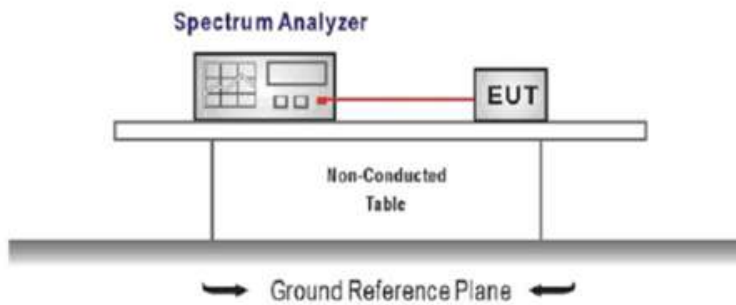 Spectrum Analyzer
EUT
Non-Conducted
Table
Ground Reference Plane